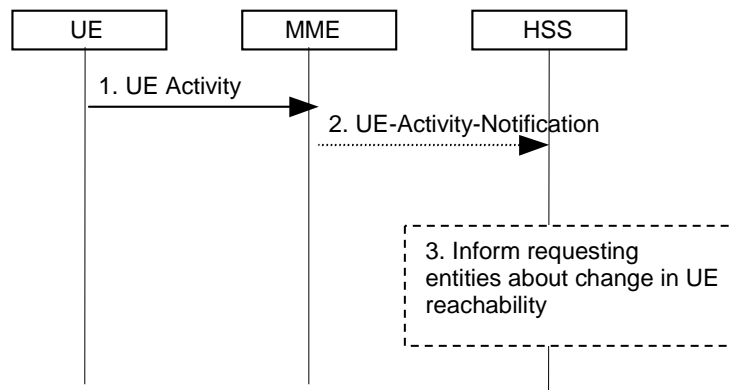 UE
MME
HSS
1. UE Activity
2. UE-Activity-Notification
3. Inform requesting
entities about change in UE
reachability